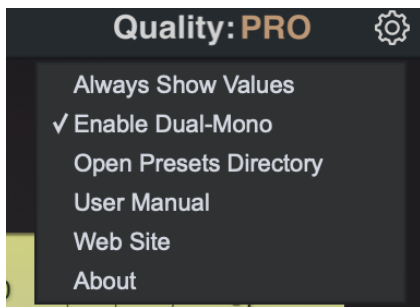 Quality: PRO
Always Show Values
✓ Enable Dual-Mono
Open Presets Directory
User Manual
Web Site
About